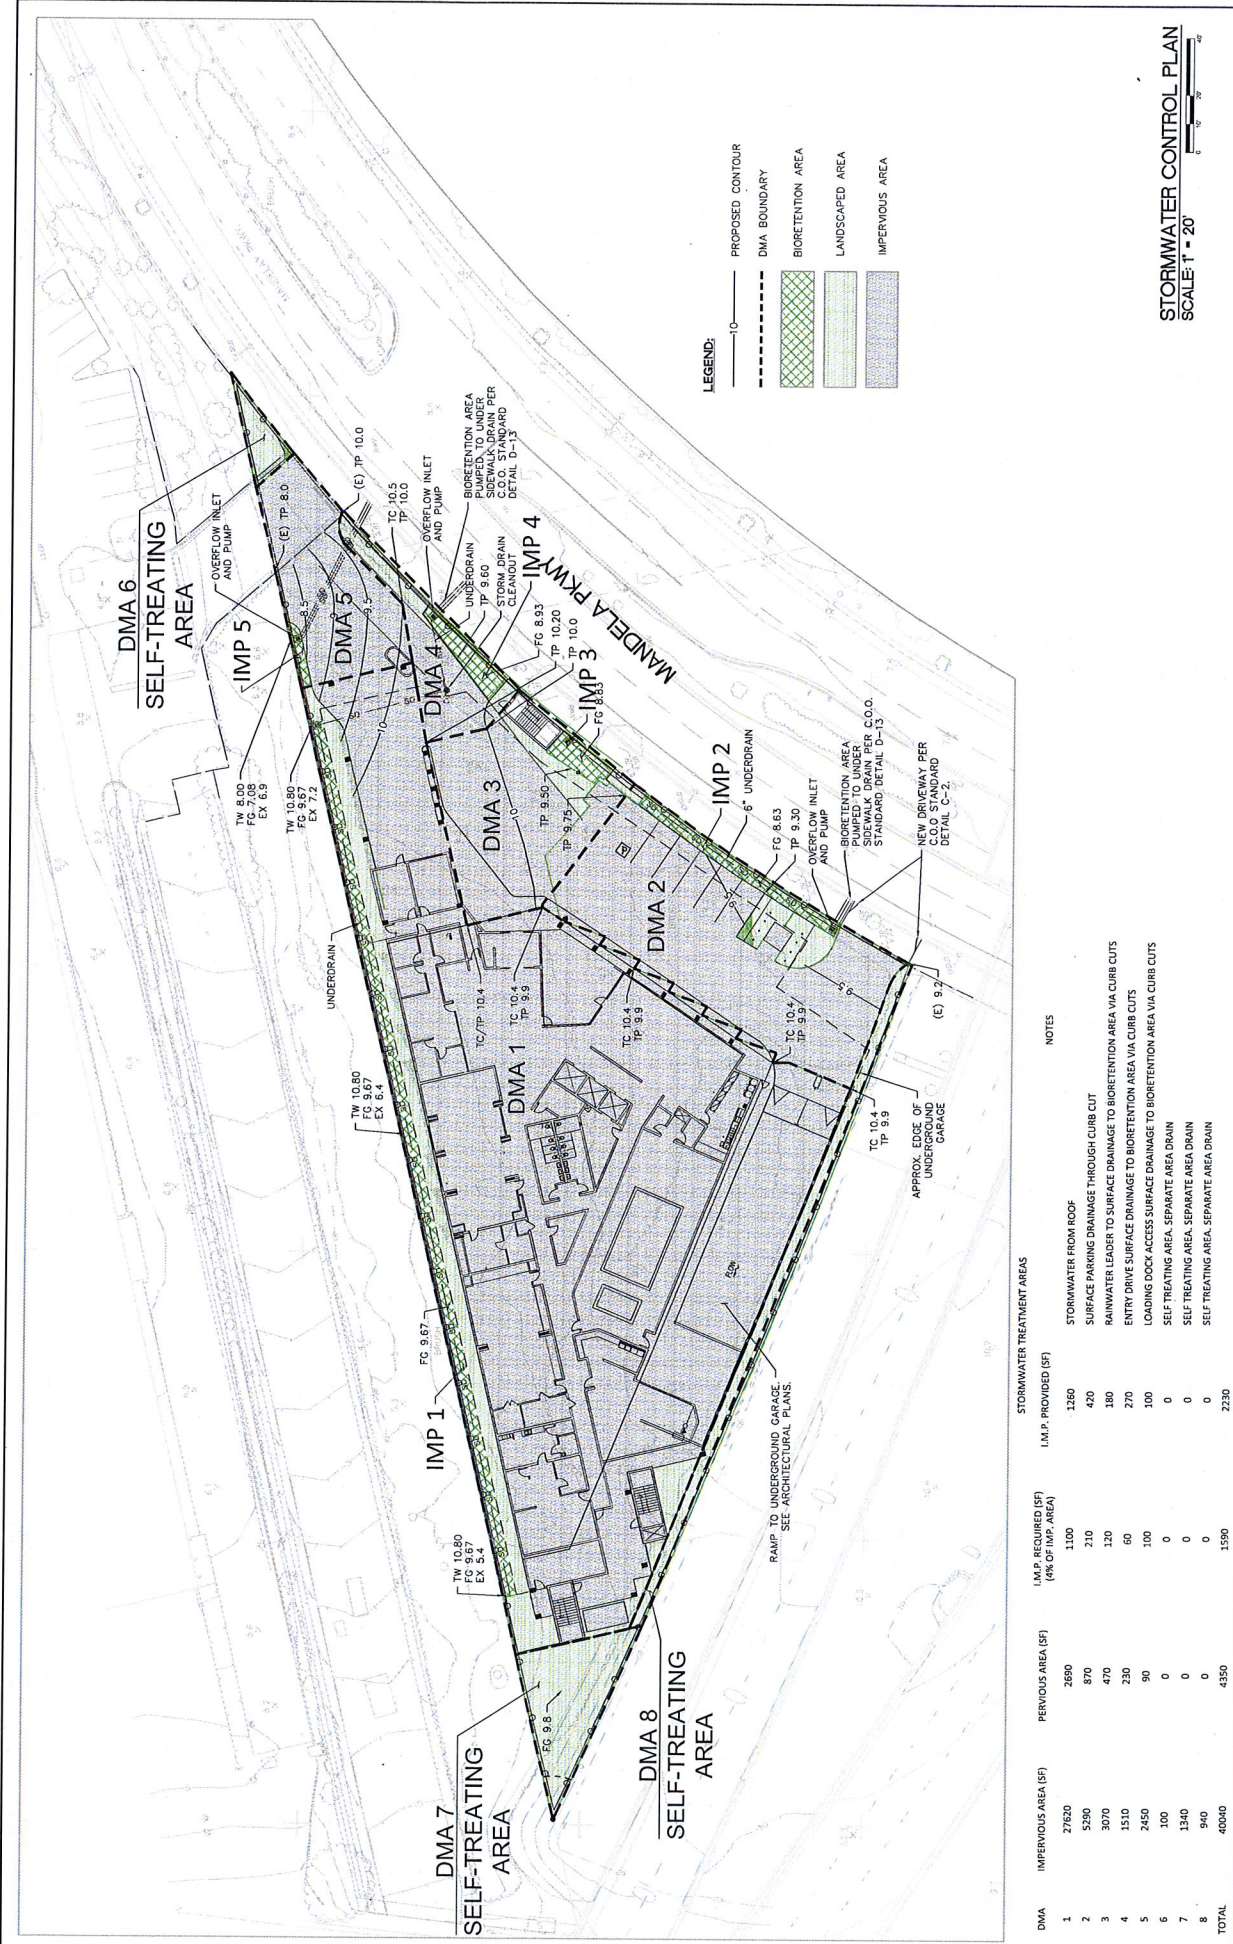 DMA 6
SELF-TREATING
AREA
OVERFLOW INLET
AND PUMP
IMP 5
(E) TP 8.0
8.5
9.5
DMA 5
(E) TP 10.0
TC 10.5
TP 10.0
OVERFLOW INLET
AND PUMP
BIORETENTION AREA
PUMPED TO UNDER
SIDEWALK DRAIN PER
C.O.O. STANDARD
DETAIL D-13
UNDERDRAIN
TP 9.60
STORM DRAIN
CLEANOUT
IMP 4
DMA 4
FG 8.93
TP 10.20
TP 10.0
IMP 3
FG 8.83
MANDELA PKWY
TW 8.00
FG 7.08
EX 6.9
TW 10.80
FG 9.67
EX 7.2
10
DMA 3
10
TP 9.50
TP 9.75
IMP 2
6" UNDERDRAIN
DMA 2
FG 8.63
TP 9.30
OVERFLOW INLET
AND PUMP
BIORETENTION AREA
PUMPED TO UNDER
SIDEWALK DRAIN PER C.O.O.
STANDARD DETAIL D-13
NEW DRIVEWAY PER
C.O.O STANDARD
DETAIL C-2.
UNDERDRAIN
TC/TP 10.4
TC 10.4
TP 9.9
TC 10.4
TP 9.9
TC 10.4
TP 9.9
9.5
(E) 9.2
TW 10.80
FG 9.67
EX 6.4
DMA 1
TC 10.4
TP 9.9
APPROX. EDGE OF
UNDERGROUND
GARAGE
FG 9.67
IMP 1
RAMP TO UNDERGROUND GARAGE.
SEE ARCHITECTURAL PLANS.
TW 10.80
FG 9.67
EX 5.4
FG 9.8
DMA 7
SELF-TREATING
AREA
DMA 8
SELF-TREATING
AREA
LEGEND:
10 PROPOSED CONTOUR
DMA BOUNDARY
BIORETENTION AREA
LANDSCAPED AREA
IMPERVIOUS AREA
STORMWATER CONTROL PLAN
SCALE: 1" = 20'
0 10' 20' 40'
STORMWATER TREATMENT AREAS
DMA IMPERVIOUS AREA (SF) PERVIOUS AREA (SF) I.M.P. REQUIRED (SF) (4% OF IMP. AREA) I.M.P. PROVIDED (SF) NOTES
1 27620 2690 1100 1260 STORMWATER FROM ROOF
2 5290 870 210 420 SURFACE PARKING DRAINAGE THROUGH CURB CUT
3 3070 470 120 180 RAINWATER LEADER TO SURFACE DRAINAGE TO BIORETENTION AREA VIA CURB CUTS
4 1510 230 60 270 ENTRY DRIVE SURFACE DRAINAGE TO BIORETENTION AREA VIA CURB CUTS
5 2450 90 100 100 LOADING DOCK ACCESS SURFACE DRAINAGE TO BIORETENTION AREA VIA CURB CUTS
6 100 0 0 0 SELF TREATING AREA. SEPARATE AREA DRAIN
7 1340 0 0 0 SELF TREATING AREA. SEPARATE AREA DRAIN
8 940 0 0 0 SELF TREATING AREA. SEPARATE AREA DRAIN
TOTAL 40040 4350 1590 2230